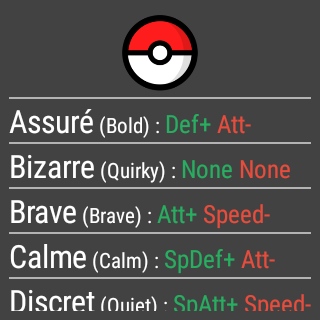 Assuré (Bold) : Def+ Att-
Bizarre (Quirky) : None None
Brave (Brave) : Att+ Speed-
Calme (Calm) : SpDef+ Att-
Discret (Quiet) : SpAtt+ Speed-